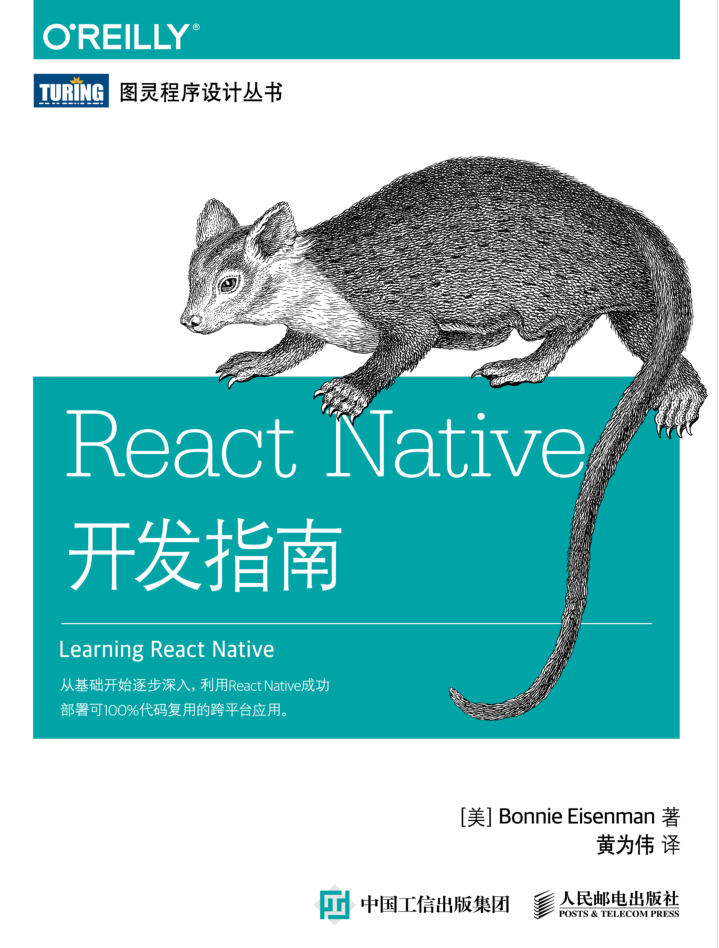 O'REILLY®
TURING 图灵程序设计丛书
React Native
开发指南
Learning React Native
从基础开始逐步深入，利用React Native成功
部署可100%代码复用的跨平台应用。
[美] Bonnie Eisenman 著
黄为伟 译
中国工信出版集团
人民邮电出版社
POSTS & TELECOM PRESS